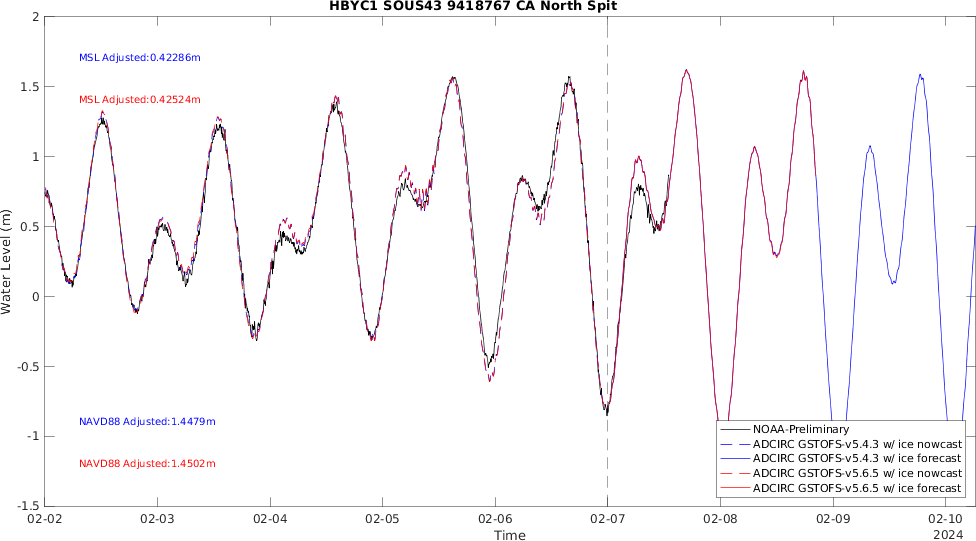 HBYC1 SOUS43 9418767 CA North Spit
2
1.5
1
0.5
0
-0.5
-1
-1.5
Water Level (m)
MSL Adjusted:0.42286m
MSL Adjusted:0.42524m
NAVD88 Adjusted:1.4479m
NAVD88 Adjusted:1.4502m
NOAA-Preliminary
ADCIRC GSTOFS-v5.4.3 w/ ice nowcast
ADCIRC GSTOFS-v5.4.3 w/ ice forecast
ADCIRC GSTOFS-v5.6.5 w/ ice nowcast
ADCIRC GSTOFS-v5.6.5 w/ ice forecast
02-02 02-03 02-04 02-05 02-06 02-07 02-08 02-09 02-10
Time
2024